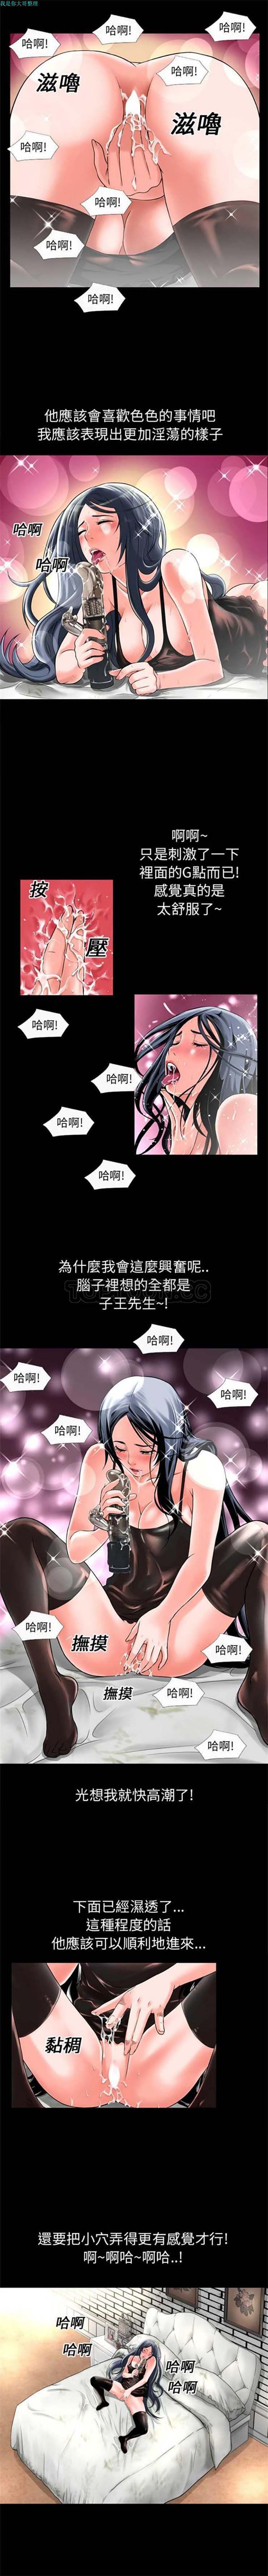 我是你大哥整理
哈啊!
哈啊!
哈啊!
哈啊!
滋嚕
滋嚕
哈啊!
哈啊!
哈啊!
哈啊!
他應該會喜歡色色的事情吧
我應該表現出更加淫蕩的樣子
哈啊
哈啊
啊啊~
只是刺激了一下
裡面的G點而已!
感覺真的是
太舒服了~
按
壓
哈啊!
哈啊!
哈啊!
哈啊!
為什麼我會這麼興奮呢..
腦子裡想的全都是
子王先生~!
哈啊!
哈啊!
哈啊!
哈啊!
哈啊!
撫摸
哈啊!
撫摸
哈啊!
哈啊!
光想我就快高潮了!
下面已經濕透了...
這種程度的話
他應該可以順利地進來...
黏稠
還要把小穴弄得更有感覺才行!
啊~啊哈~啊哈..!
哈啊
哈啊
哈啊
哈啊